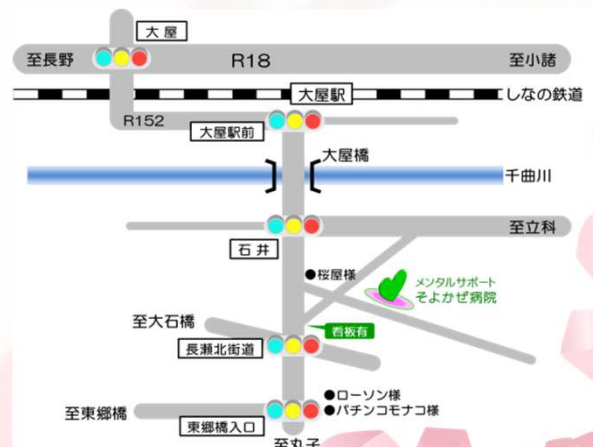 大屋
至長野
R18
至小諸
大屋駅
しなの鉄道
R152
大屋駅前
大屋橋
千曲川
至立科
石井
●桜屋様
メンタルサポート
そよかぜ病院
至大石橋
看板有
長瀬北街道
●ローソン様
●パチンコモナコ様
至東郷橋
東郷橋入口
至丸子